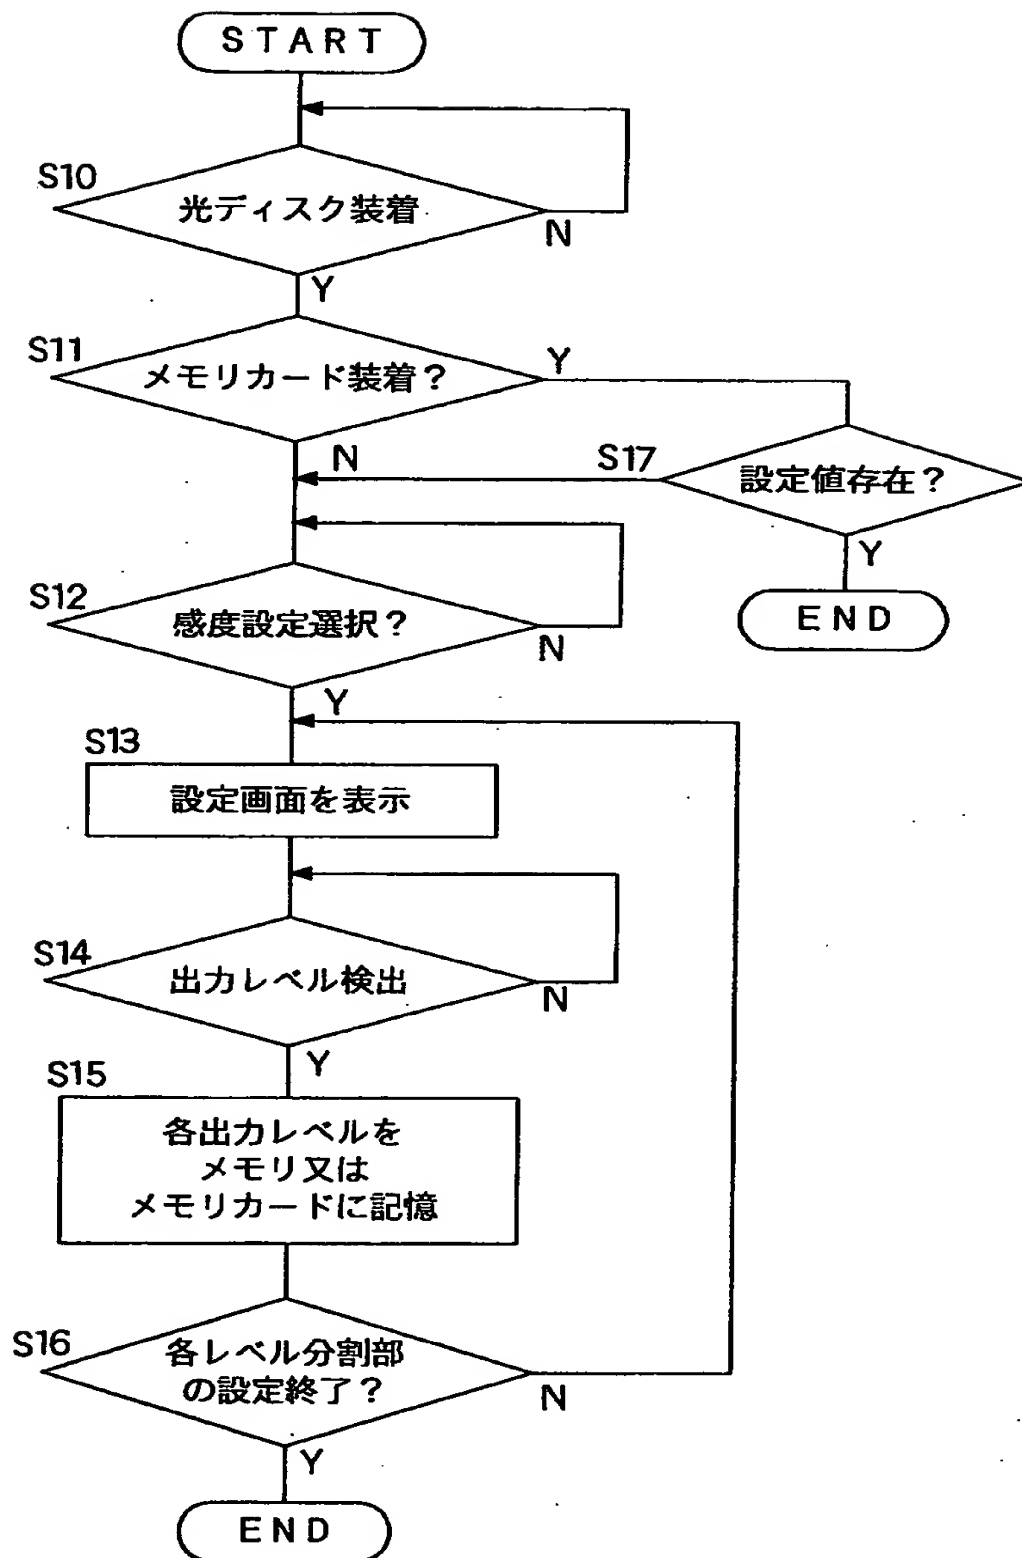 START
S10
光ディスク装着
N
Y
S11
メモリカード装着?
Y
N
S17
設定値存在?
Y
END
S12
感度設定選択?
N
Y
S13
設定画面を表示
S14
出力レベル検出
N
Y
S15
各出力レベルを
メモリ又は
メモリカードに記憶
S16
各レベル分割部
の設定終了?
N
Y
END